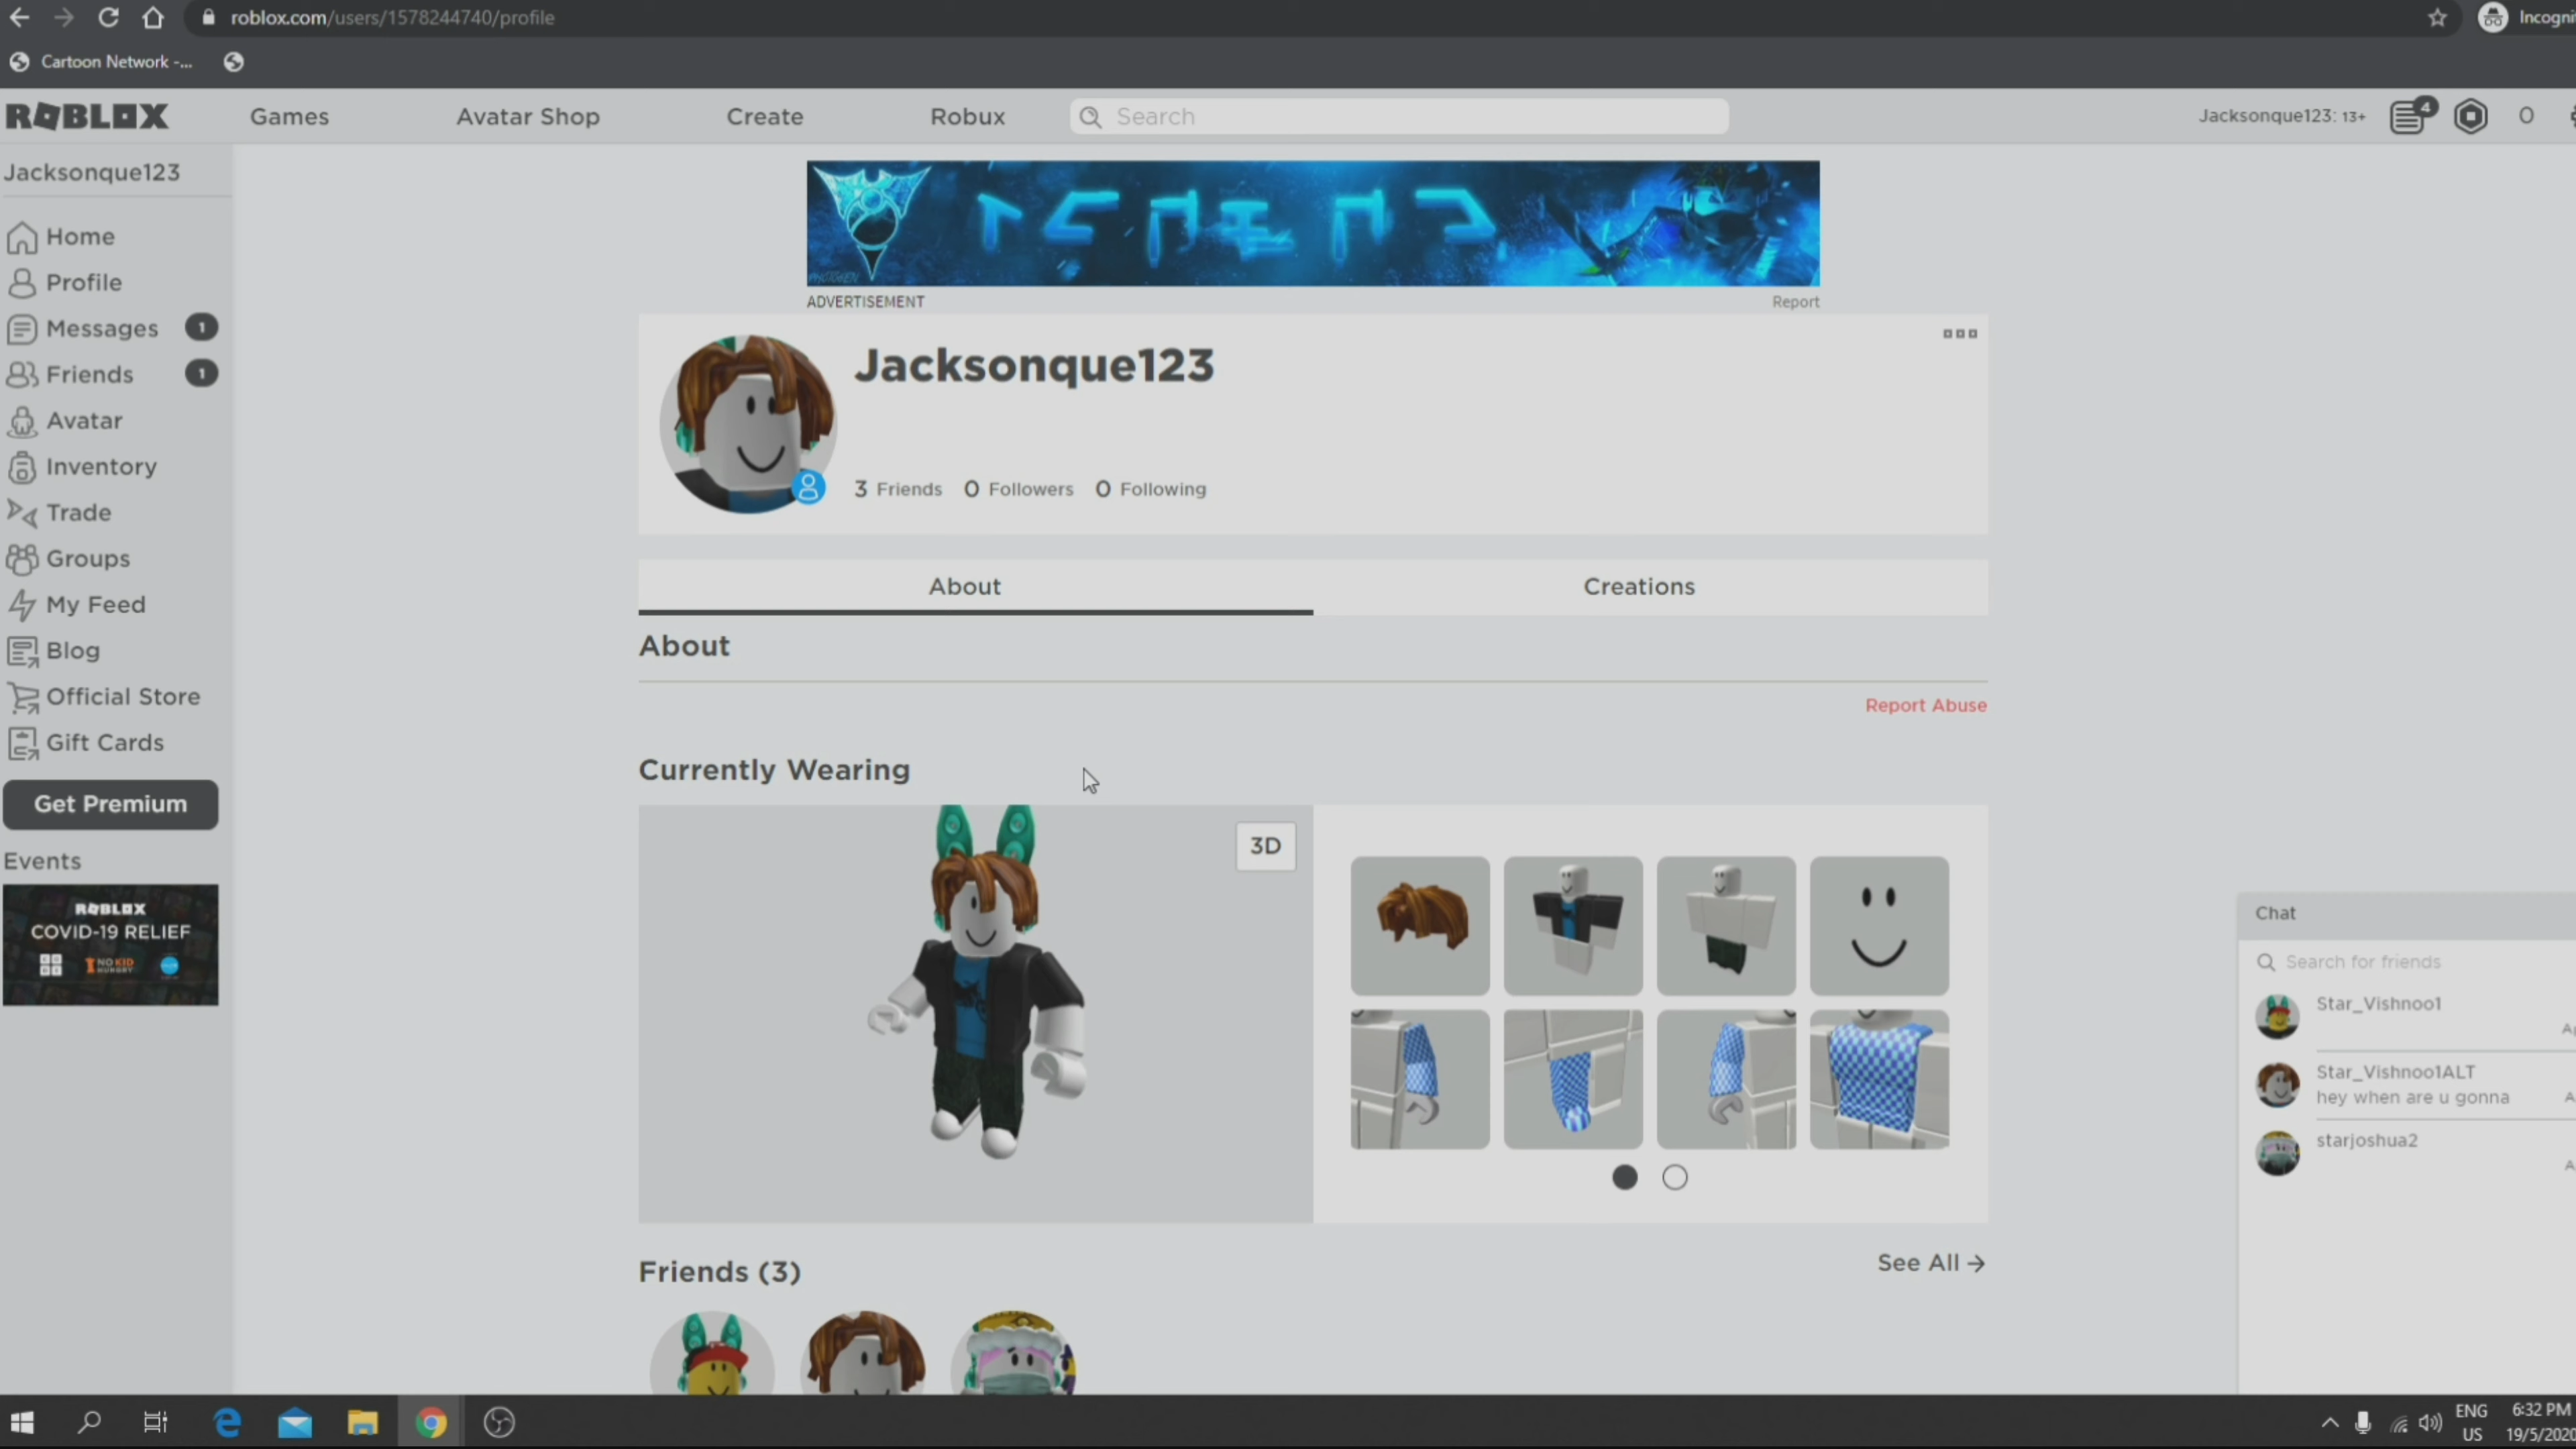 roblox.com/users/1578244740/profile
Cartoon Network -...
ROBLOX
Games
Avatar Shop
Create
Robux
Search
Jacksonque123: 13+
4
0
Jacksonque123
Home
Profile
Messages 1
Friends 1
Avatar
Inventory
Trade
Groups
My Feed
Blog
Official Store
Gift Cards
Get Premium
Events
ROBLOX
COVID-19 RELIEF
NO KID
HUNGRY
ADVERTISEMENT
Report
Jacksonque123
3 Friends 0 Followers 0 Following
About
Creations
About
Report Abuse
Currently Wearing
3D
Friends (3)
See All →
Chat
Search for friends
Star_Vishnoo1
Star_Vishnoo1ALT
hey when are u gonna
starjoshua2
ENG
US
6:32 PM